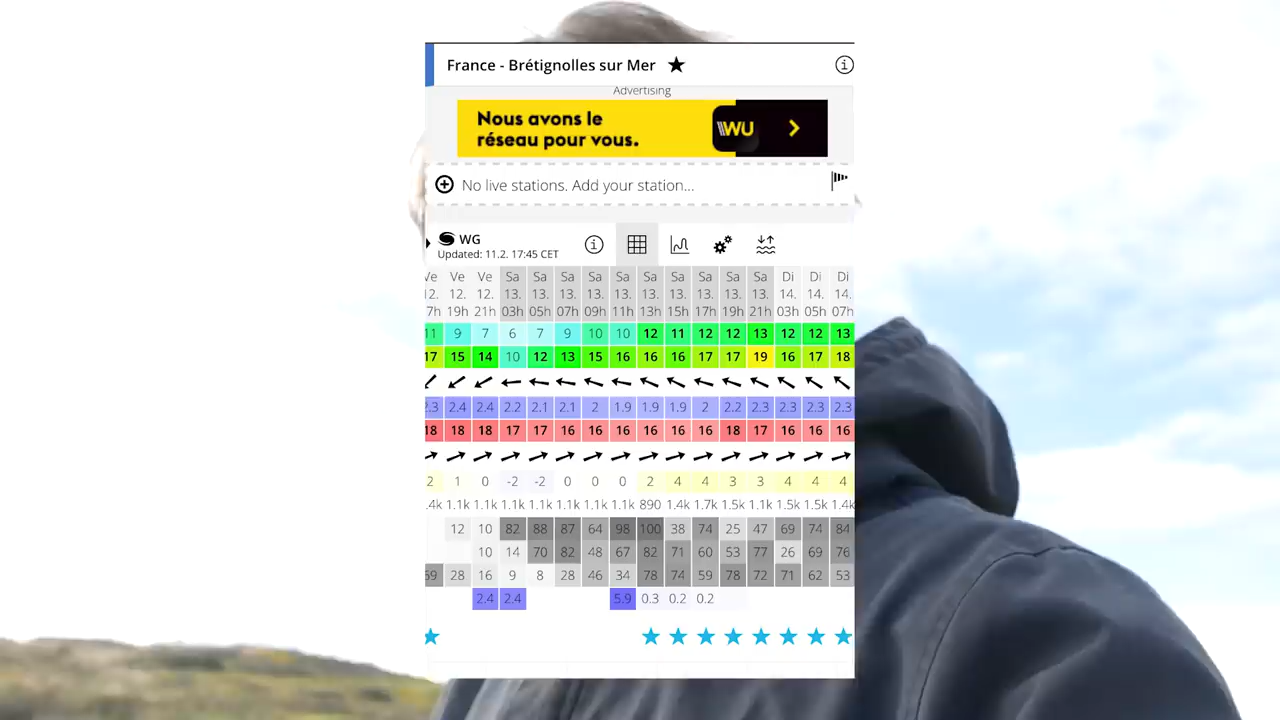 France - Brétignolles sur Mer
Advertising
Nous avons le
réseau pour vous.
WU
No live stations. Add your station...
WG
Updated: 11.2. 17:45 CET
Ve Ve Ve Sa Sa Sa Sa Sa Sa Sa Sa Sa Sa Di Di Di
12. 12. 12. 13. 13. 13. 13. 13. 13. 13. 13. 13. 13. 14. 14. 14.
7h 19h 21h 03h 05h 07h 09h 11h 13h 15h 17h 19h 21h 03h 05h 07h
11 9 7 6 7 9 10 10 12 11 12 12 13 12 12 13
17 15 14 10 12 13 15 16 16 16 17 17 19 16 17 18
2.3 2.4 2.4 2.2 2.1 2.1 2 1.9 1.9 1.9 2 2.2 2.3 2.3 2.3 2.3
18 18 18 17 17 16 16 16 16 16 16 18 17 16 16 16
2 1 0 -2 -2 0 0 0 2 4 4 3 3 4 4 4
.4k 1.1k 1.1k 1.1k 1.1k 1.1k 1.1k 1.1k 890 1.4k 1.7k 1.5k 1.1k 1.5k 1.5k 1.4k
12 10 82 88 87 64 98 100 38 74 25 47 69 74 84
10 14 70 82 48 67 82 71 60 53 77 26 69 76
69 28 16 9 8 28 46 34 78 74 59 78 72 71 62 53
2.4 2.4 5.9 0.3 0.2 0.2